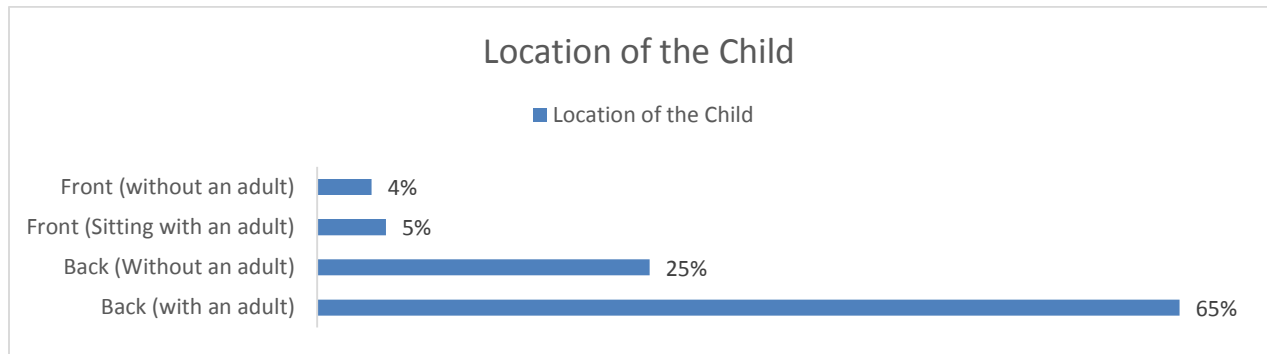 Location of the Child
Location of the Child
Front (without an adult) 4%
Front (Sitting with an adult) 5%
Back (Without an adult) 25%
Back (with an adult) 65%